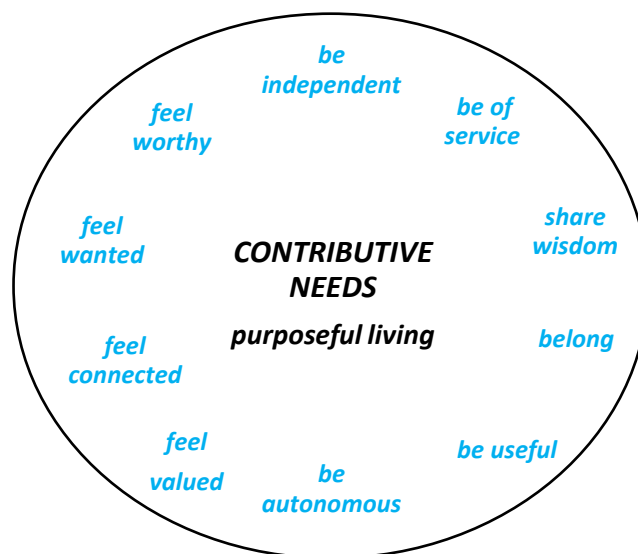 be
independent
be of
service
share
wisdom
belong
be useful
be
autonomous
feel
valued
feel
connected
feel
wanted
feel
worthy
CONTRIBUTIVE
NEEDS
purposeful living